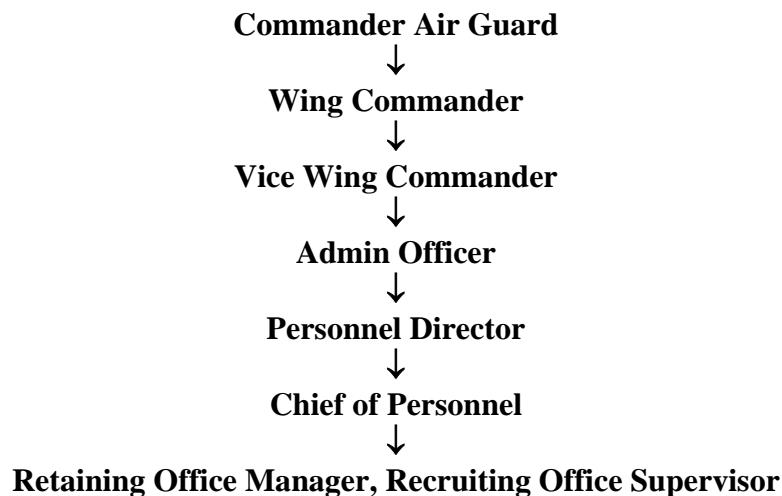 Commander Air Guard
↓
Wing Commander
↓
Vice Wing Commander
↓
Admin Officer
↓
Personnel Director
↓
Chief of Personnel
↓
Retaining Office Manager, Recruiting Office Supervisor